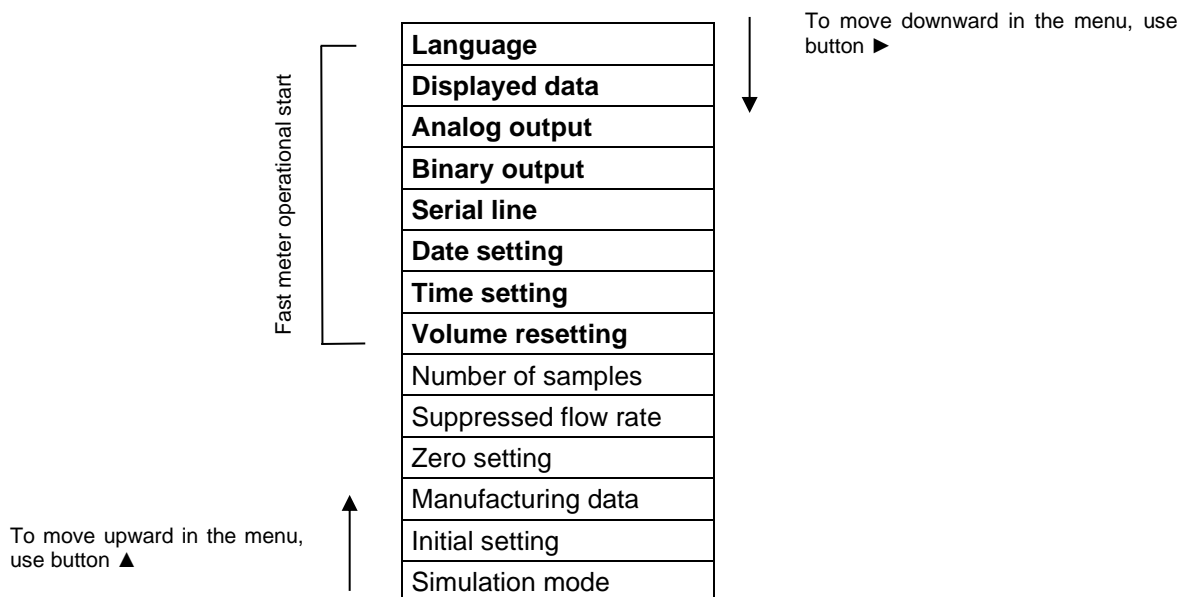 To move downward in the menu, use
button ►
Fast meter operational start
Language
Displayed data
Analog output
Binary output
Serial line
Date setting
Time setting
Volume resetting
Number of samples
Suppressed flow rate
Zero setting
Manufacturing data
Initial setting
Simulation mode
To move upward in the menu,
use button ▲